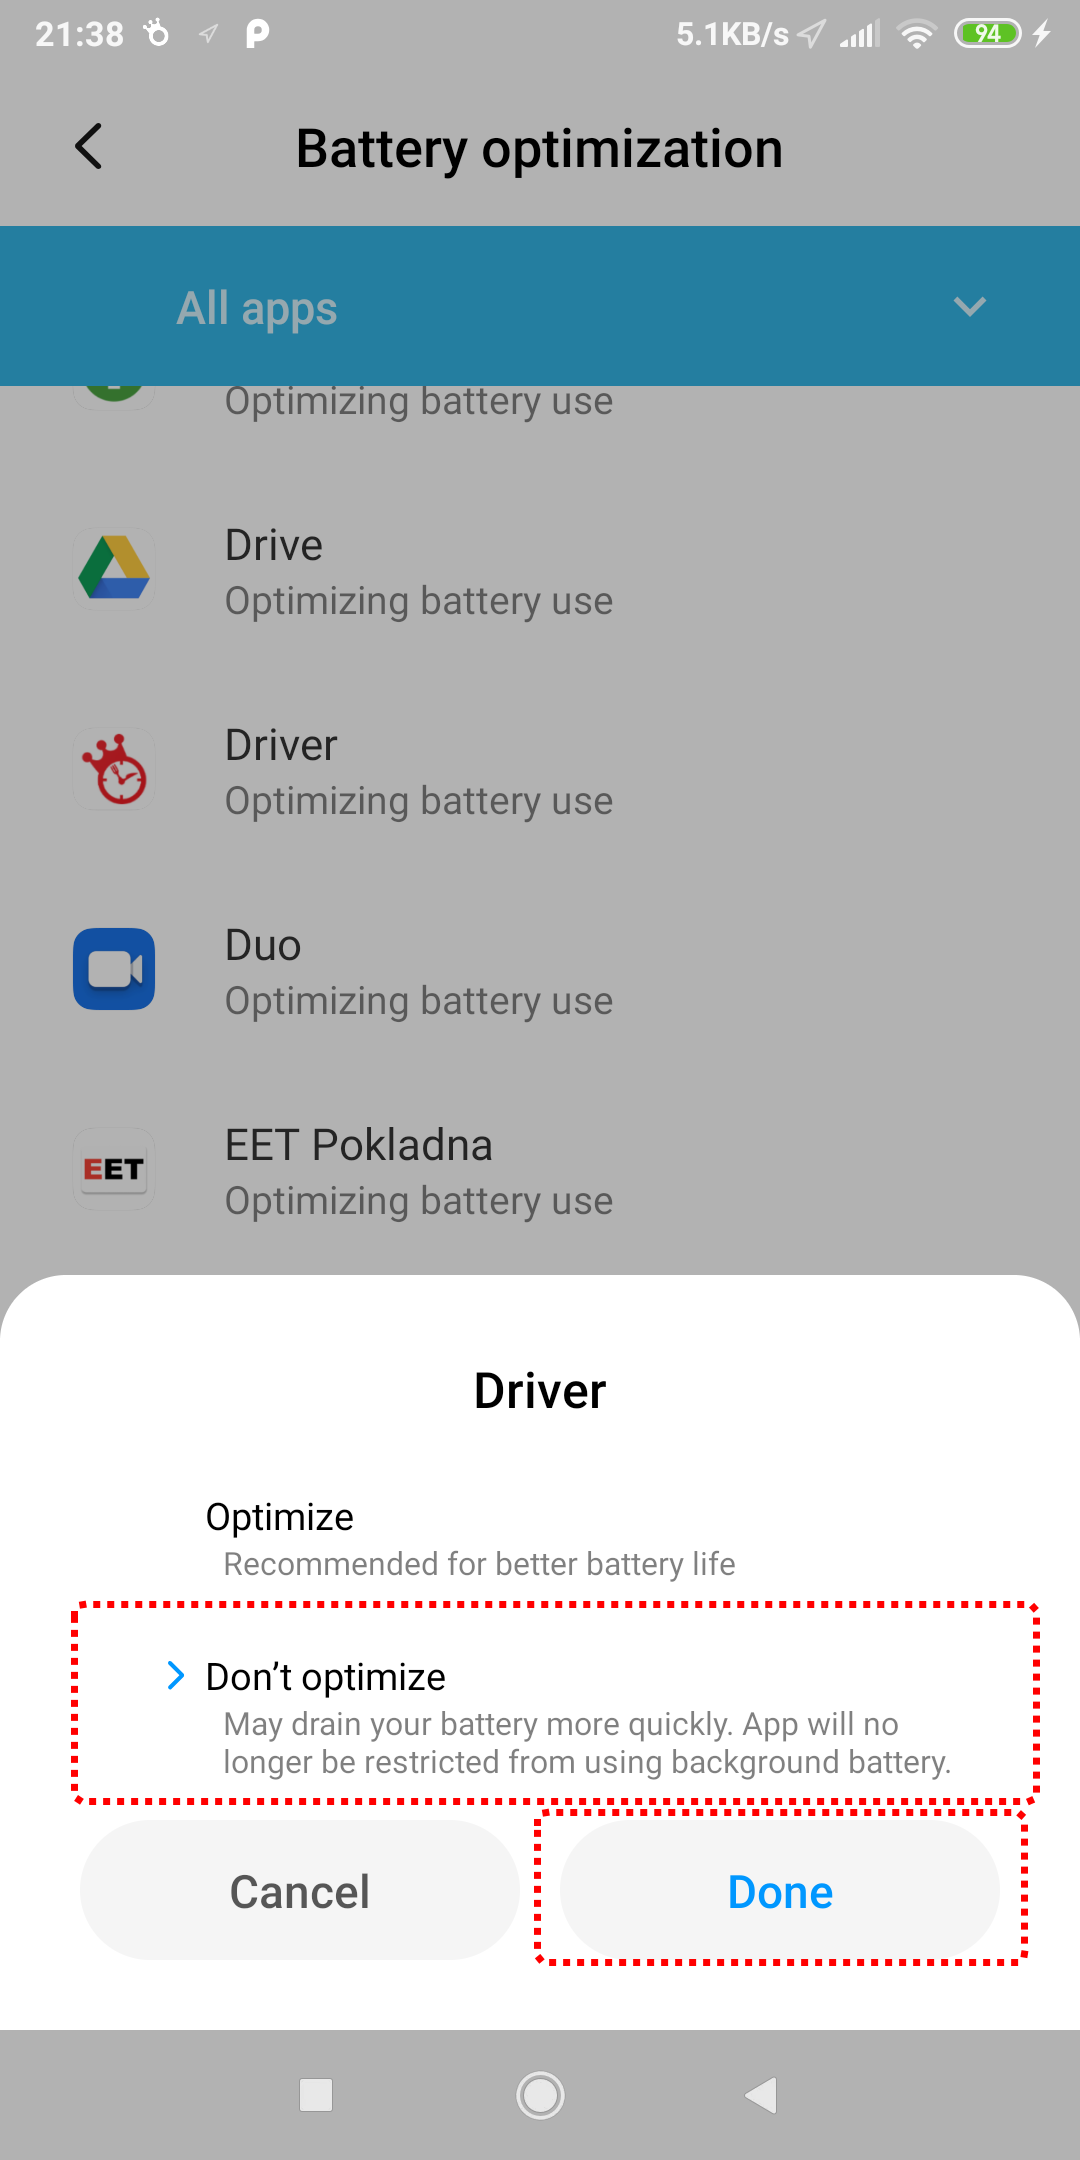 21:38 5.1KB/s 94
Battery optimization
All apps
Optimizing battery use
Drive
Optimizing battery use
Driver
Optimizing battery use
Duo
Optimizing battery use
EET
EET Pokladna
Optimizing battery use
Driver
Optimize
Recommended for better battery life
Don’t optimize
May drain your battery more quickly. App will no
longer be restricted from using background battery.
Cancel Done